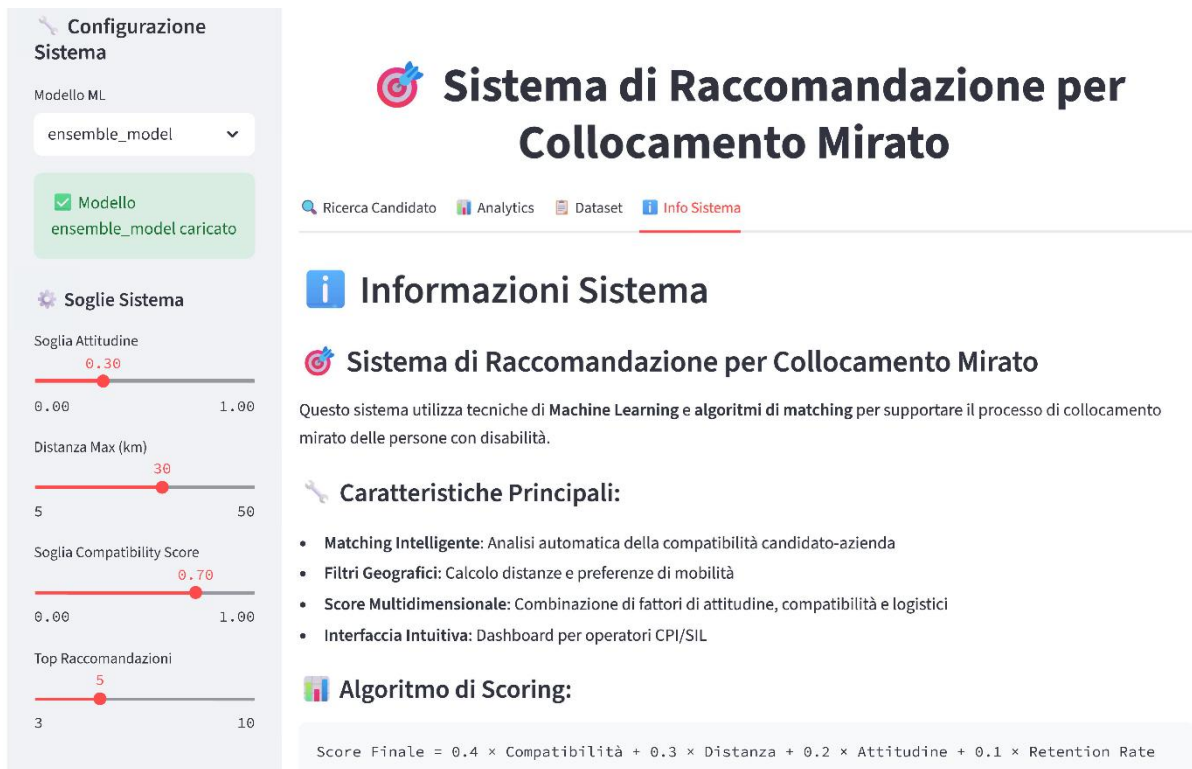 🔧 Configurazione
Sistema
Modello ML
ensemble_model
✅ Modello
ensemble_model caricato
⚙️ Soglie Sistema
Soglia Attitudine
0.30
0.00 1.00
Distanza Max (km)
30
5 50
Soglia Compatibility Score
0.70
0.00 1.00
Top Raccomandazioni
5
3 10
🎯 Sistema di Raccomandazione per
Collocamento Mirato
🔍 Ricerca Candidato 📊 Analytics 📋 Dataset ℹ️ Info Sistema
ℹ️ Informazioni Sistema
🎯 Sistema di Raccomandazione per Collocamento Mirato
Questo sistema utilizza tecniche di Machine Learning e algoritmi di matching per supportare il processo di collocamento
mirato delle persone con disabilità.
🔧 Caratteristiche Principali:
• Matching Intelligente: Analisi automatica della compatibilità candidato-azienda
• Filtri Geografici: Calcolo distanze e preferenze di mobilità
• Score Multidimensionale: Combinazione di fattori di attitudine, compatibilità e logistici
• Interfaccia Intuitiva: Dashboard per operatori CPI/SIL
📊 Algoritmo di Scoring:
Score Finale = 0.4 × Compatibilità + 0.3 × Distanza + 0.2 × Attitudine + 0.1 × Retention Rate